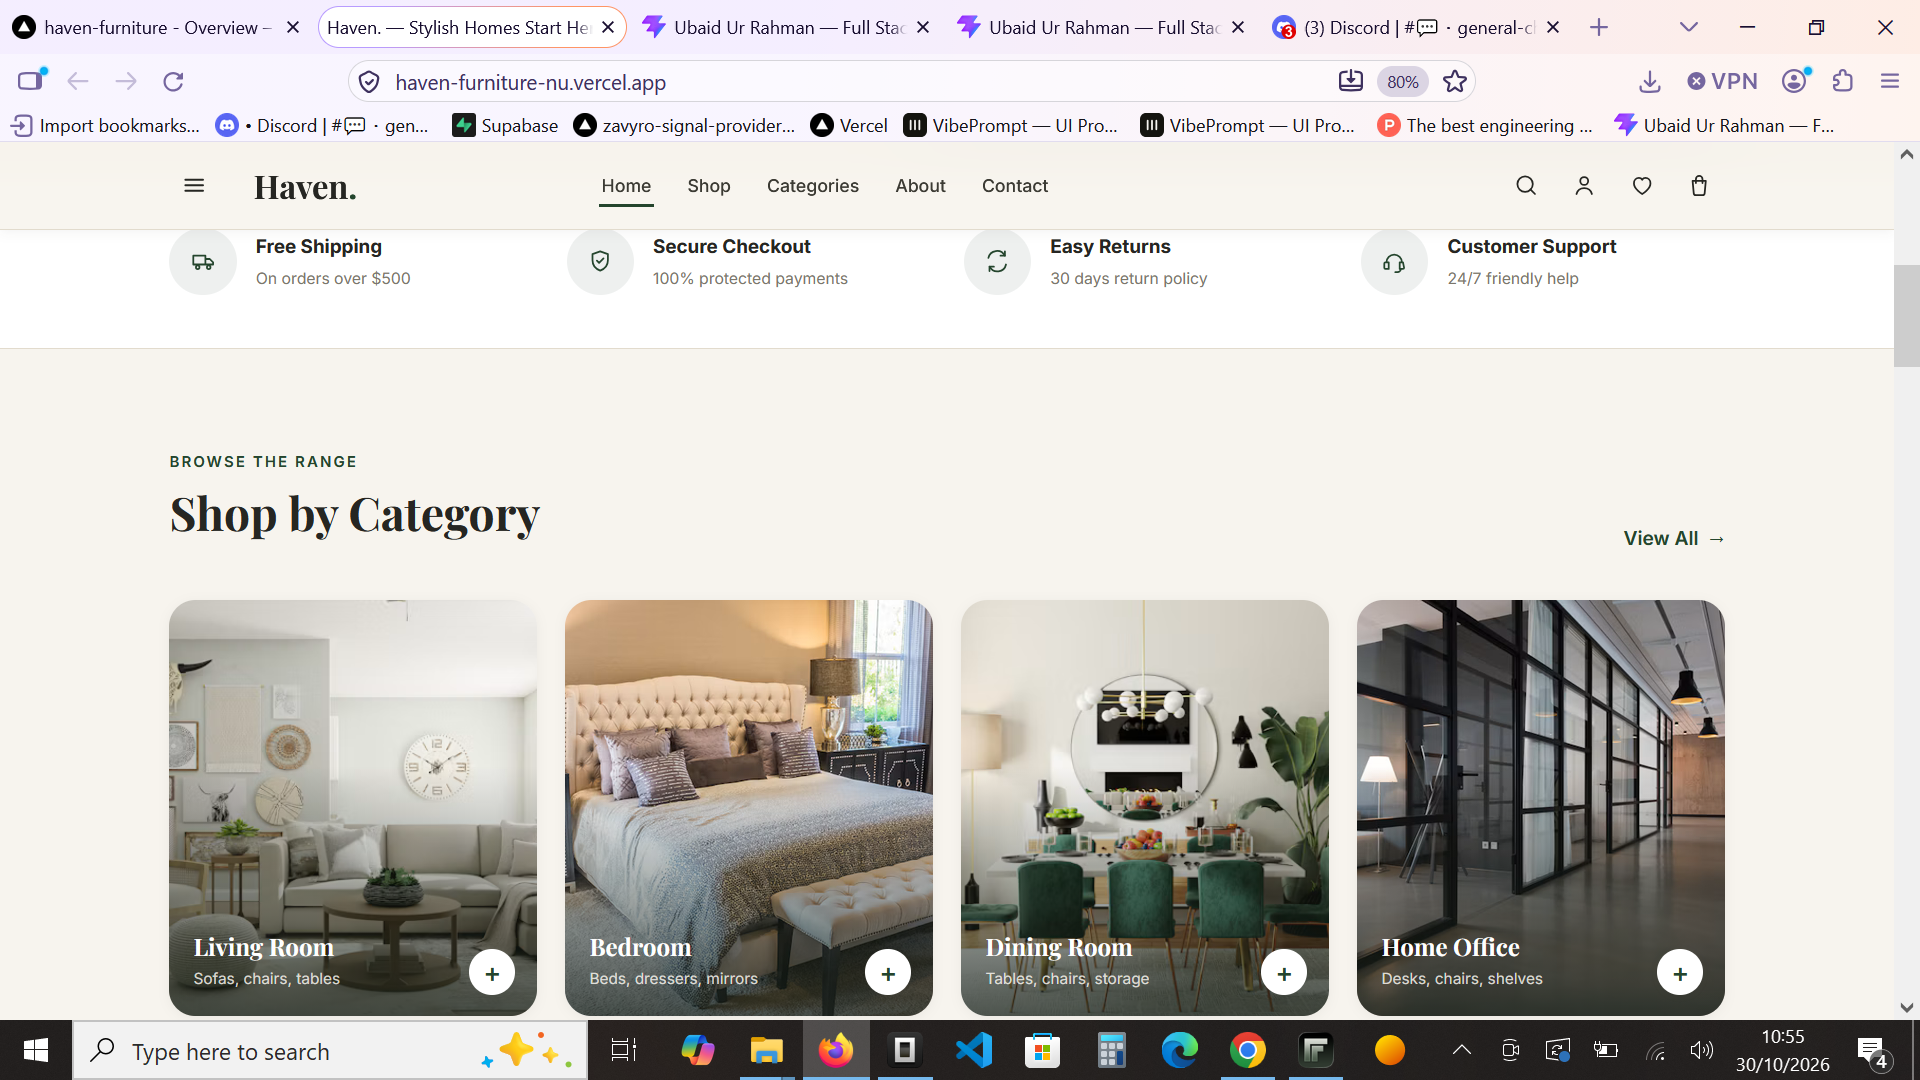 haven-furniture - Overview –
Haven. — Stylish Homes Start He
Ubaid Ur Rahman — Full Stac
Ubaid Ur Rahman — Full Stac
(3) Discord | #💬・general-cl
haven-furniture-nu.vercel.app
80%
VPN
Import bookmarks...
• Discord | #💬・gen...
Supabase
zavyro-signal-provider...
Vercel
VibePrompt — UI Pro...
VibePrompt — UI Pro...
The best engineering ...
Ubaid Ur Rahman — F...
Haven.
Home
Shop
Categories
About
Contact
Free Shipping
On orders over $500
Secure Checkout
100% protected payments
Easy Returns
30 days return policy
Customer Support
24/7 friendly help
BROWSE THE RANGE
Shop by Category
View All →
Living Room
Sofas, chairs, tables
+
Bedroom
Beds, dressers, mirrors
+
Dining Room
Tables, chairs, storage
+
Home Office
Desks, chairs, shelves
+
Type here to search
10:55
30/10/2026
4